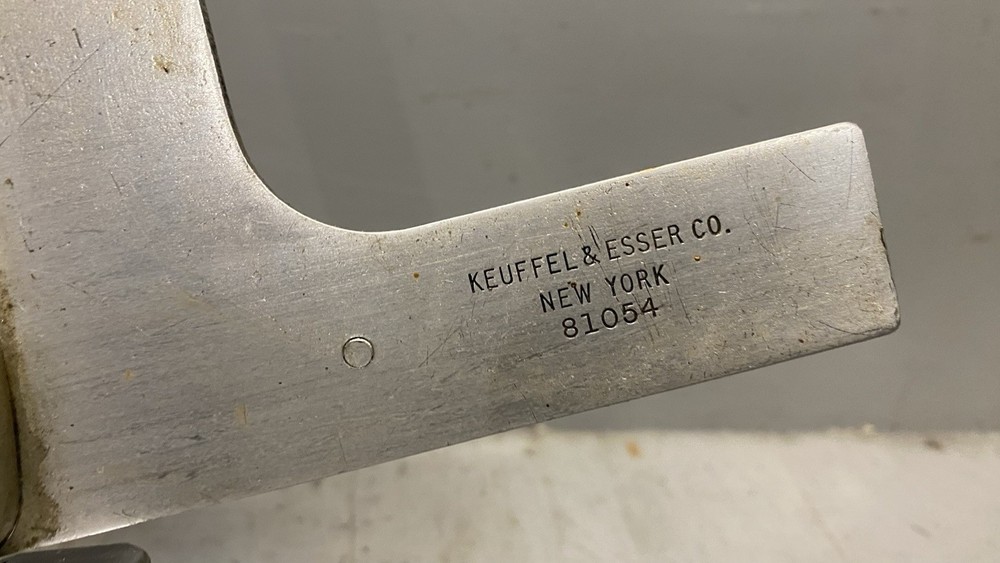 KEUFFEL & ESSER CO.
NEW YORK
81054